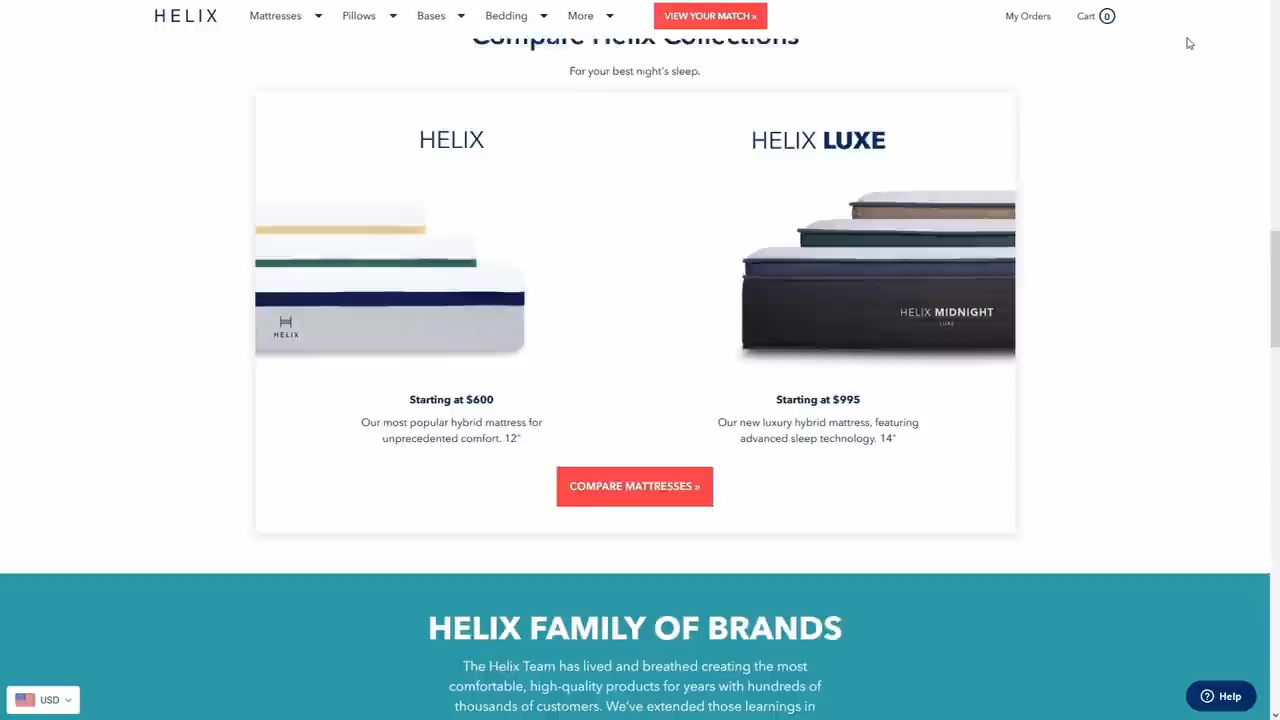 HELIX
Mattresses
Pillows
Bases
Bedding
More
VIEW YOUR MATCH »
My Orders
Cart 0
Compare Helix Collections
For your best night's sleep.
HELIX
HELIX LUXE
HELIX
HELIX MIDNIGHT
LUXE
Starting at $600
Our most popular hybrid mattress for
unprecedented comfort. 12"
Starting at $995
Our new luxury hybrid mattress, featuring
advanced sleep technology. 14"
COMPARE MATTRESSES »
HELIX FAMILY OF BRANDS
The Helix Team has lived and breathed creating the most
comfortable, high-quality products for years with hundreds of
thousands of customers. We've extended those learnings in
USD
Help